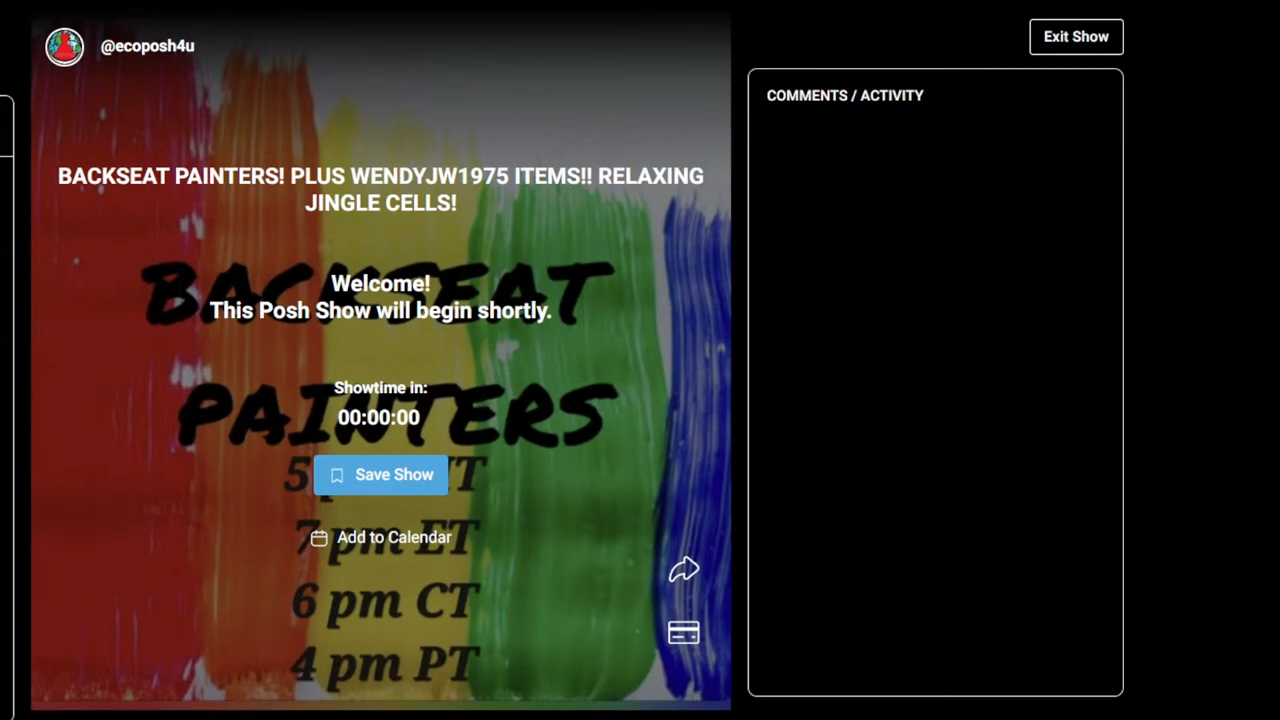 @ecoposh4u
Exit Show
COMMENTS / ACTIVITY
BACKSEAT PAINTERS! PLUS WENDYJW1975 ITEMS!! RELAXING
JINGLE CELLS!
BACKSEAT
Welcome!
This Posh Show will begin shortly.
PAINTERS
Showtime in:
00:00:00
Save Show
7 pm ET
Add to Calendar
6 pm CT
4 pm PT